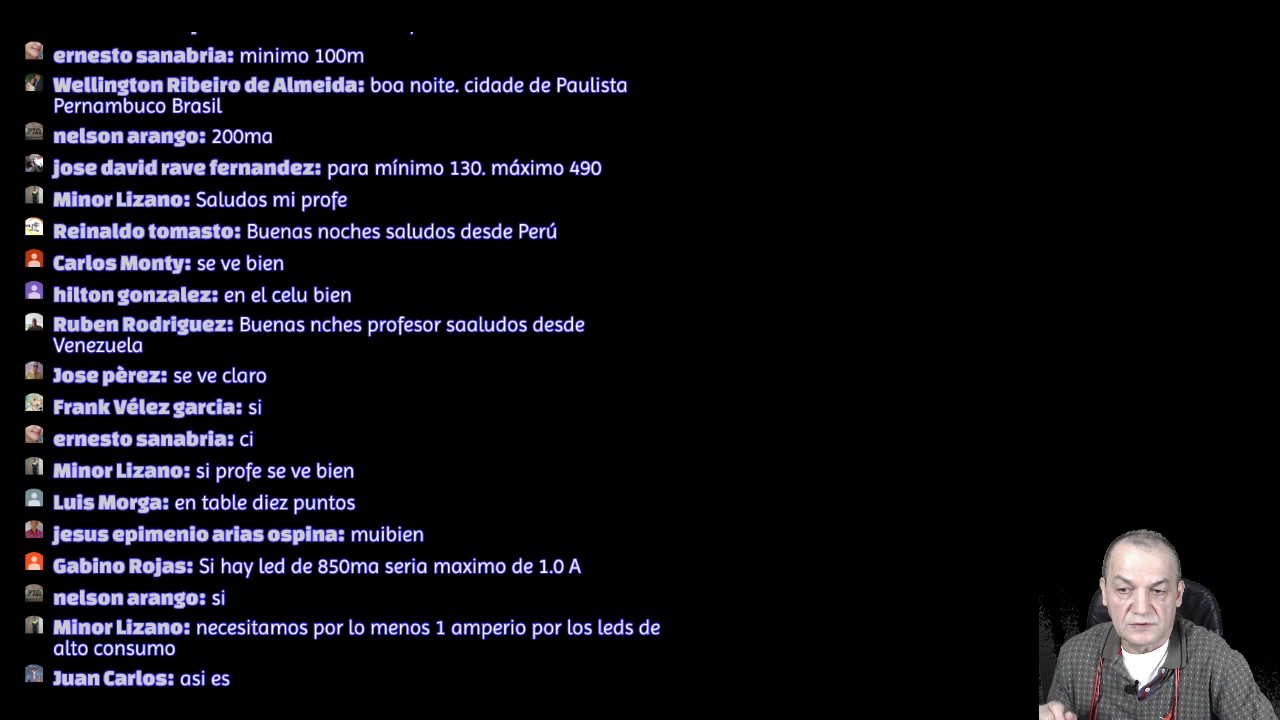 ernesto sanabria: minimo 100m
Wellington Ribeiro de Almeida: boa noite. cidade de Paulista
Pernambuco Brasil
nelson arango: 200ma
jose david rave fernandez: para mínimo 130. máximo 490
Minor Lizano: Saludos mi profe
Reinaldo tomasto: Buenas noches saludos desde Perú
Carlos Monty: se ve bien
hilton gonzalez: en el celu bien
Ruben Rodriguez: Buenas nches profesor saaludos desde
Venezuela
Jose pèrez: se ve claro
Frank Vélez garcia: si
ernesto sanabria: ci
Minor Lizano: si profe se ve bien
Luis Morga: en table diez puntos
jesus epimenio arias ospina: muibien
Gabino Rojas: Si hay led de 850ma seria maximo de 1.0 A
nelson arango: si
Minor Lizano: necesitamos por lo menos 1 amperio por los leds de
alto consumo
Juan Carlos: asi es